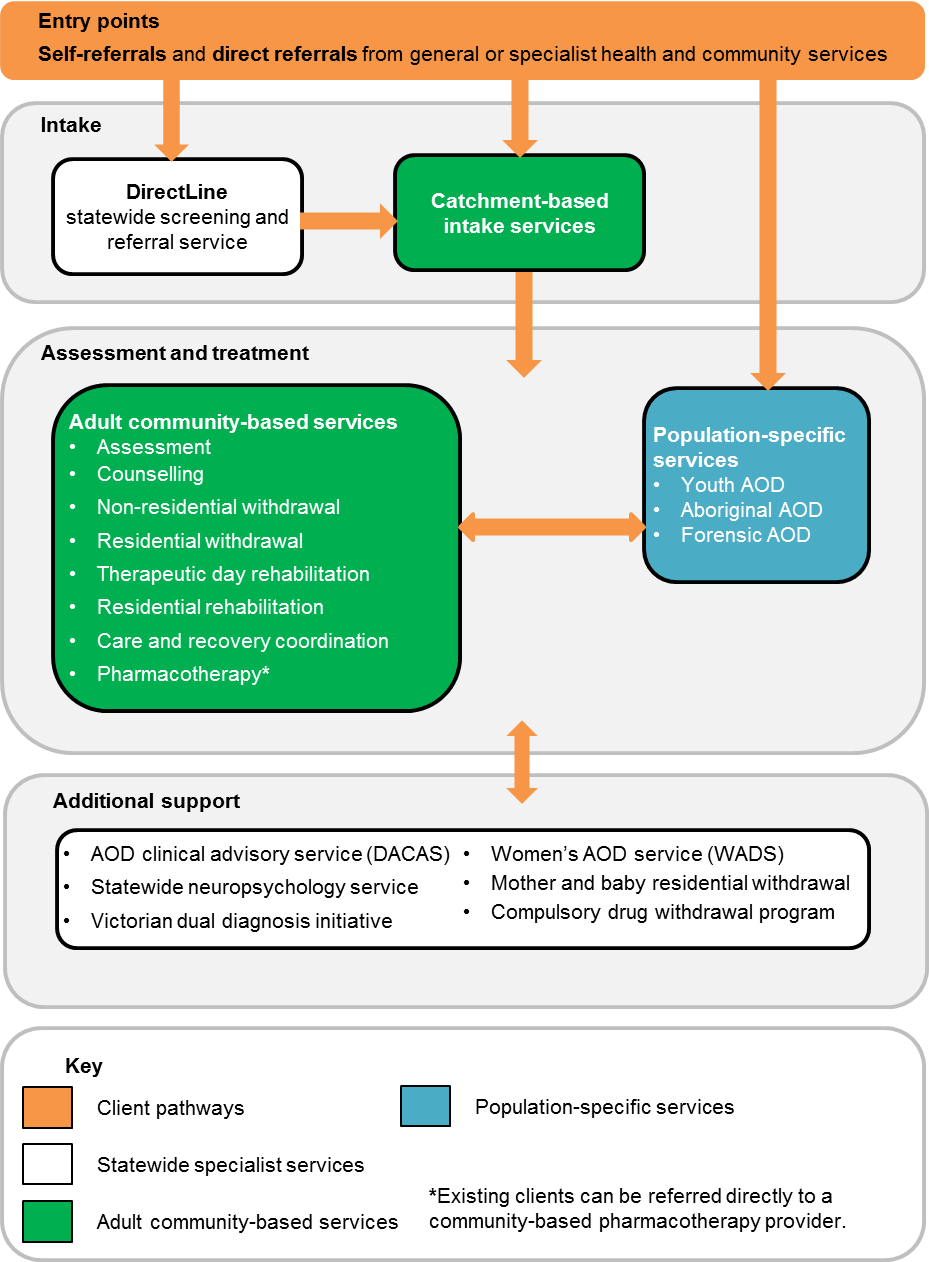 Entry points
Self-referrals and direct referrals from general or specialist health and community services
Intake
DirectLine
statewide screening and
referral service
Catchment-based
intake services
Assessment and treatment
Adult community-based services
• Assessment
• Counselling
• Non-residential withdrawal
• Residential withdrawal
• Therapeutic day rehabilitation
• Residential rehabilitation
• Care and recovery coordination
• Pharmacotherapy*
Population-specific
services
• Youth AOD
• Aboriginal AOD
• Forensic AOD
Additional support
• AOD clinical advisory service (DACAS)
• Statewide neuropsychology service
• Victorian dual diagnosis initiative
• Women’s AOD service (WADS)
• Mother and baby residential withdrawal
• Compulsory drug withdrawal program
Key
Client pathways
Statewide specialist services
Adult community-based services
Population-specific services
*Existing clients can be referred directly to a
community-based pharmacotherapy provider.